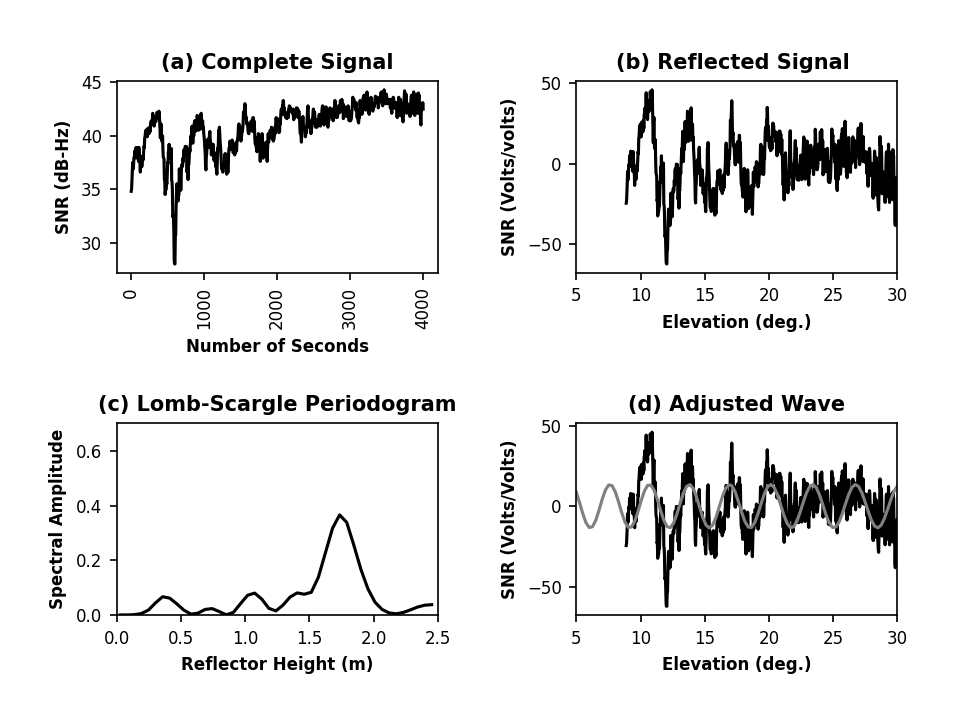 (a) Complete Signal
45
40
35
30
SNR (dB-Hz)
0
1000
2000
3000
4000
Number of Seconds
(b) Reflected Signal
50
0
−50
SNR (Volts/volts)
5 10 15 20 25 30
Elevation (deg.)
(c) Lomb-Scargle Periodogram
0.6
0.4
0.2
0.0
Spectral Amplitude
0.0 0.5 1.0 1.5 2.0 2.5
Reflector Height (m)
(d) Adjusted Wave
50
0
−50
SNR (Volts/Volts)
5 10 15 20 25 30
Elevation (deg.)